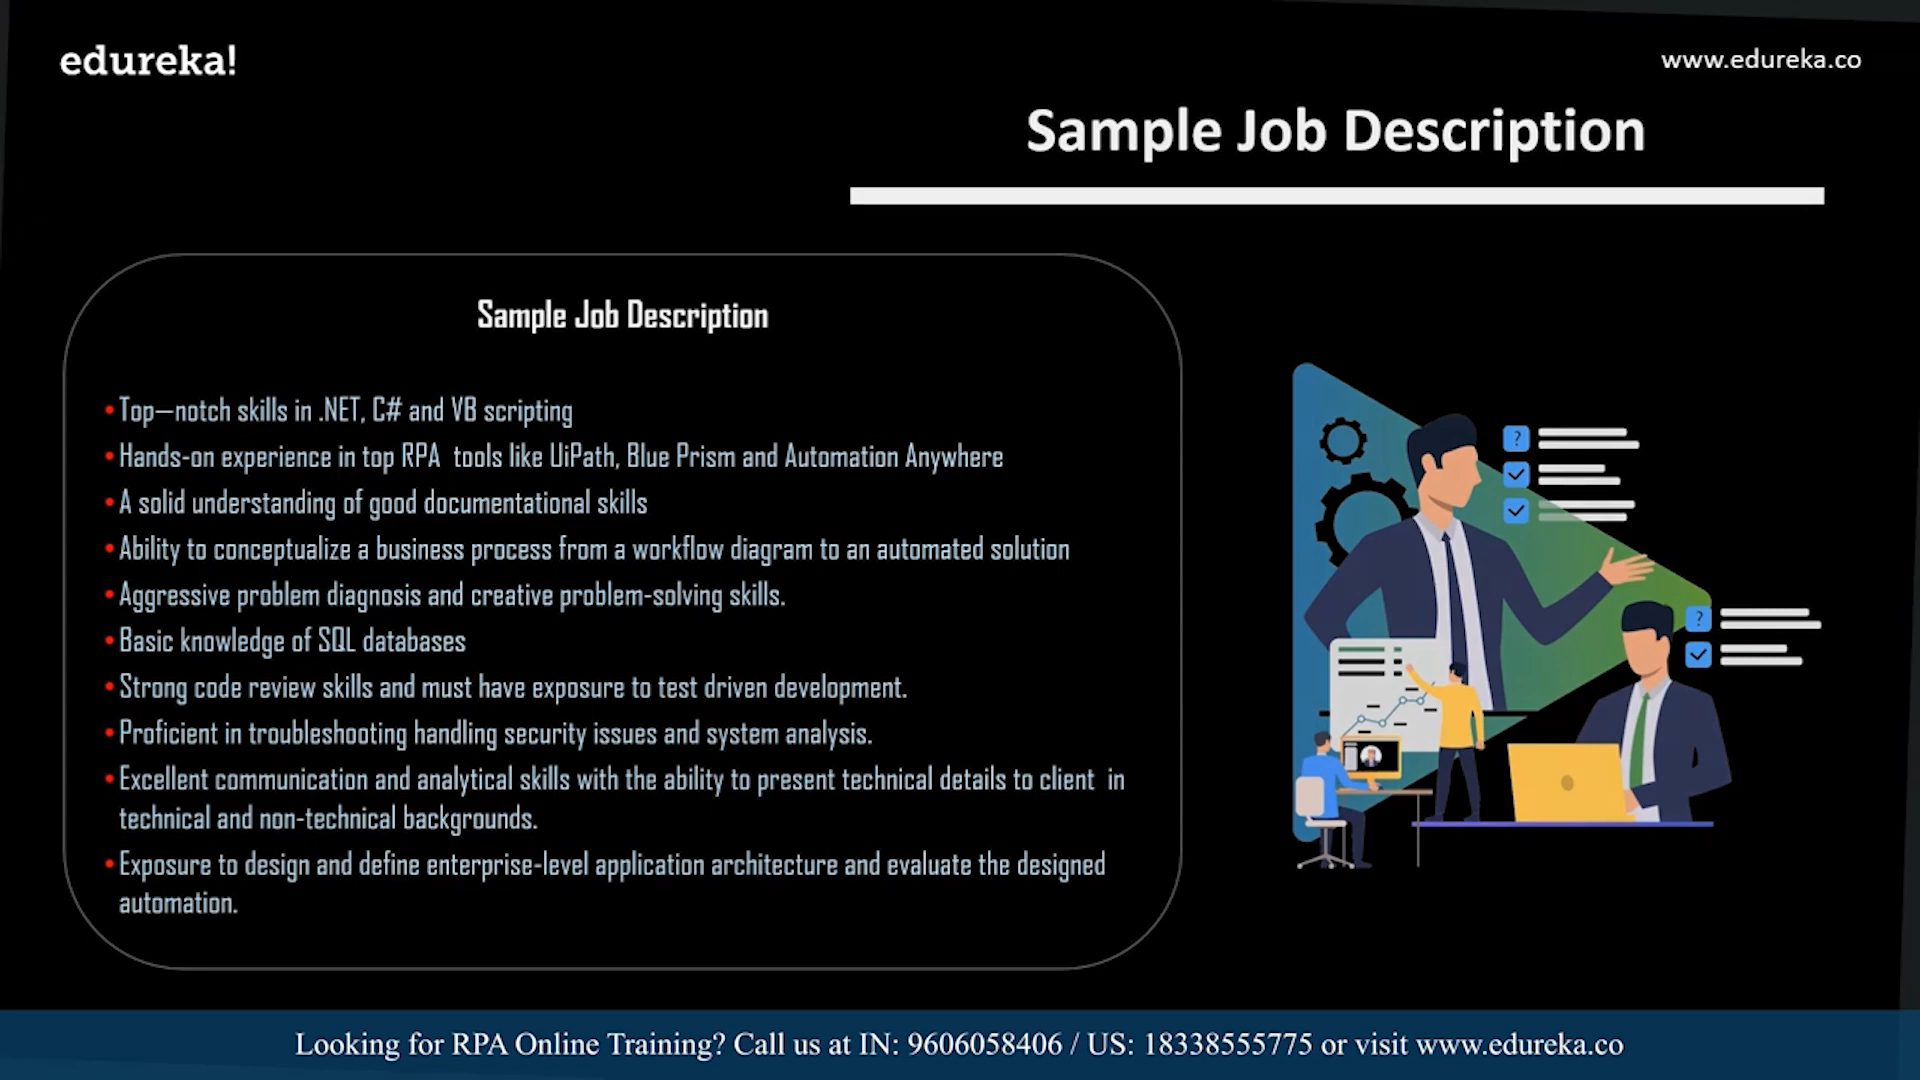 edureka!
www.edureka.co
Sample Job Description
Sample Job Description
•Top—notch skills in .NET, C# and VB scripting
•Hands-on experience in top RPA  tools like UiPath, Blue Prism and Automation Anywhere
•A solid understanding of good documentational skills
•Ability to conceptualize a business process from a workflow diagram to an automated solution
•Aggressive problem diagnosis and creative problem-solving skills.
•Basic knowledge of SQL databases
•Strong code review skills and must have exposure to test driven development.
•Proficient in troubleshooting handling security issues and system analysis.
•Excellent communication and analytical skills with the ability to present technical details to client  in
technical and non-technical backgrounds.
•Exposure to design and define enterprise-level application architecture and evaluate the designed
automation.
?
?
Looking for RPA Online Training? Call us at IN: 9606058406 / US: 18338555775 or visit www.edureka.co